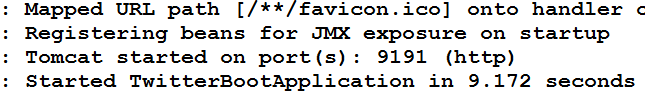 : Mapped URL path [/**/favicon.ico] onto handler
: Registering beans for JMX exposure on startup
: Tomcat started on port(s): 9191 (http)
: Started TwitterBootApplication in 9.172 seconds